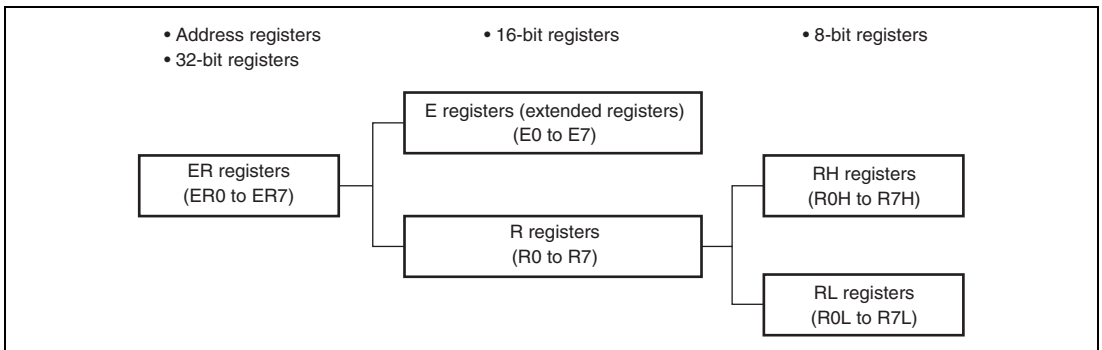 • Address registers
• 32-bit registers
• 16-bit registers
• 8-bit registers
E registers (extended registers)
(E0 to E7)
ER registers
(ER0 to ER7)
RH registers
(R0H to R7H)
R registers
(R0 to R7)
RL registers
(R0L to R7L)